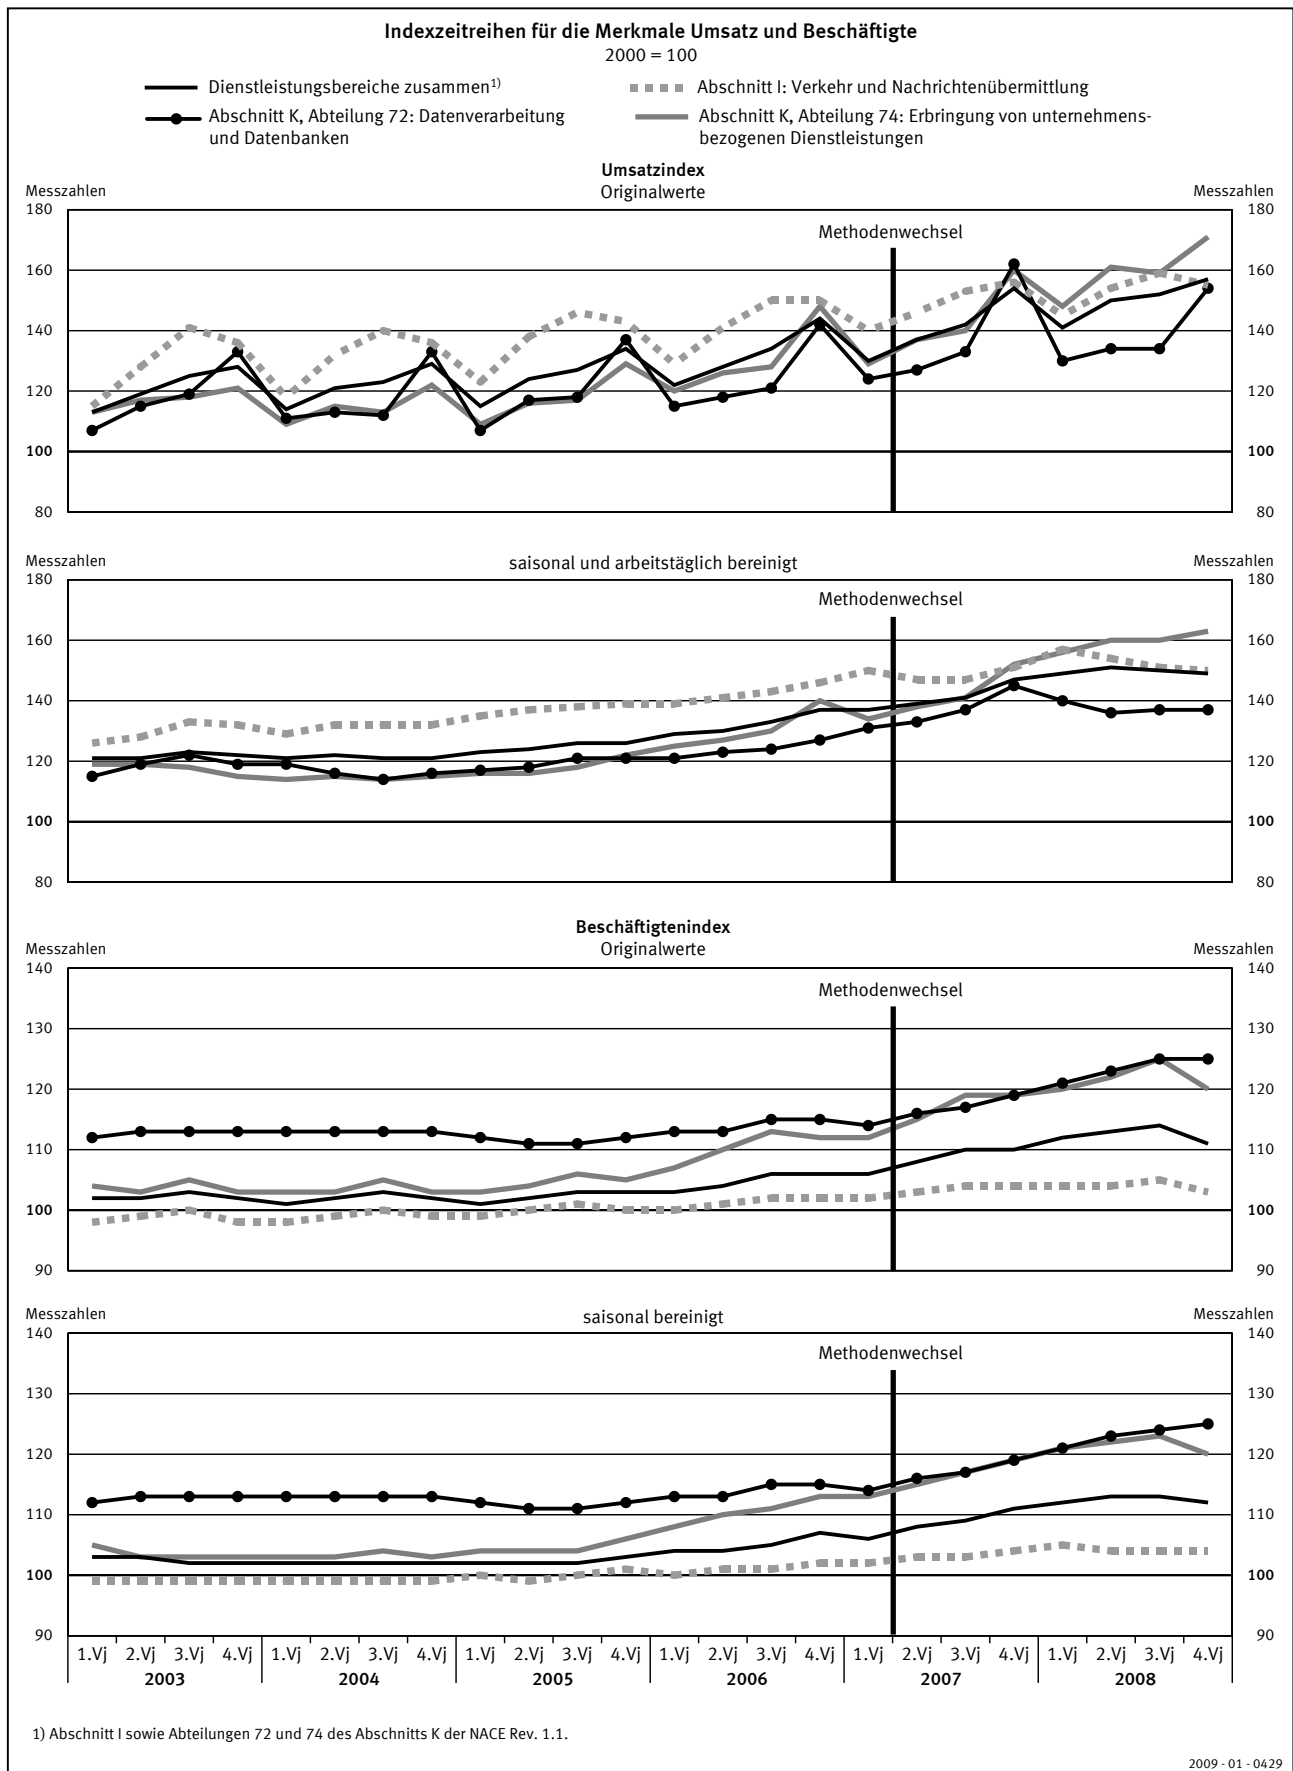 Indexzeitreihen für die Merkmale Umsatz und Beschäftigte
2000 = 100
Dienstleistungsbereiche zusammen1)
Abschnitt I: Verkehr und Nachrichtenübermittlung
Abschnitt K, Abteilung 72: Datenverarbeitung
und Datenbanken
Abschnitt K, Abteilung 74: Erbringung von unternehmens-
bezogenen Dienstleistungen
Umsatzindex
Messzahlen Originalwerte Messzahlen
180 180
Methodenwechsel
160 160
140 140
120 120
100 100
80 80
Messzahlen saisonal und arbeitstäglich bereinigt Messzahlen
180 180
Methodenwechsel
160 160
140 140
120 120
100 100
80 80
Beschäftigtenindex
Messzahlen Originalwerte Messzahlen
140 140
Methodenwechsel
130 130
120 120
110 110
100 100
90 90
Messzahlen saisonal bereinigt Messzahlen
140 140
Methodenwechsel
130 130
120 120
110 110
100 100
90 90
1.Vj 2.Vj 3.Vj 4.Vj 1.Vj 2.Vj 3.Vj 4.Vj 1.Vj 2.Vj 3.Vj 4.Vj 1.Vj 2.Vj 3.Vj 4.Vj 1.Vj 2.Vj 3.Vj 4.Vj 1.Vj 2.Vj 3.Vj 4.Vj
2003 2004 2005 2006 2007 2008
1) Abschnitt I sowie Abteilungen 72 und 74 des Abschnitts K der NACE Rev. 1.1.
2009 - 01 - 0429